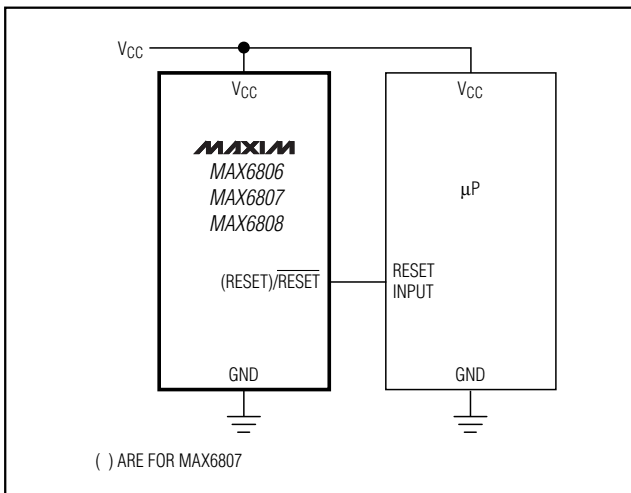 VCC
VCC
MAXIM
MAX6806
MAX6807
MAX6808
(RESET)/RESET
GND
VCC
μP
RESET
INPUT
GND
( ) ARE FOR MAX6807